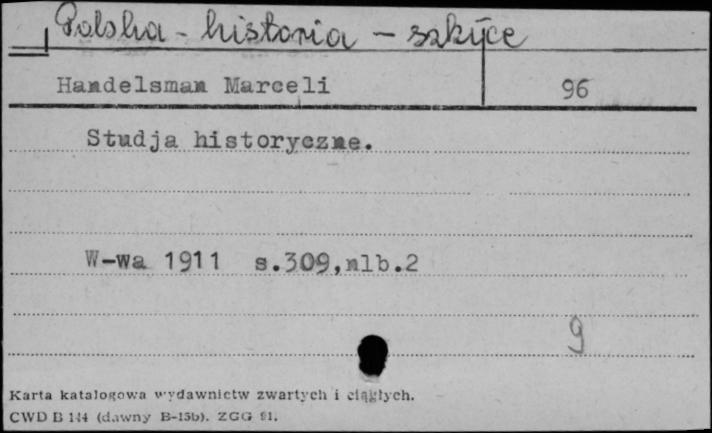 Polska - historia - szkice
Handelsman Marceli 96
Studja historyczne.
W-wa 1911 s.309,nlb.2
9
Karta katalogowa wydawnictw zwartych i ciągłych.
CWD B 144 (dawny B-15b). ZGG 81.